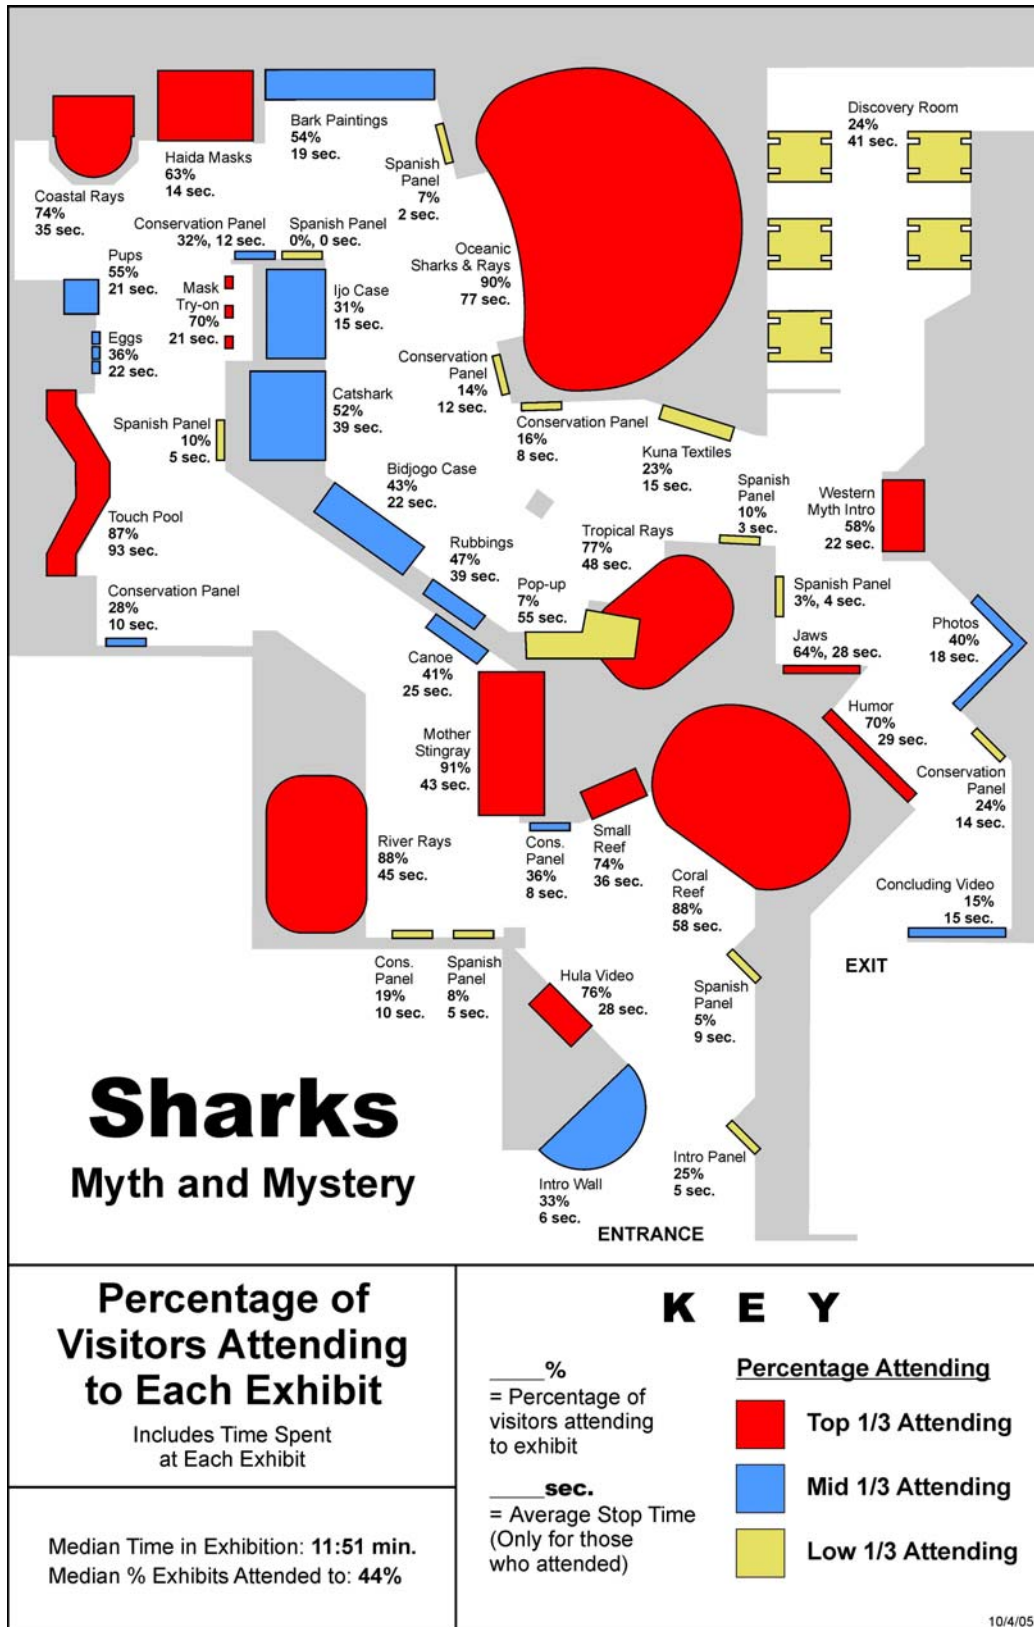 Discovery Room
24%
41 sec.
Bark Paintings
54%
19 sec.
Haida Masks
63%
14 sec.
Spanish
Panel
7%
2 sec.
Coastal Rays
74%
35 sec.
Conservation Panel
32%, 12 sec.
Spanish Panel
0%, 0 sec.
Oceanic
Sharks & Rays
90%
77 sec.
Pups
55%
21 sec.
Mask
Try-on
70%
21 sec.
Ijo Case
31%
15 sec.
Eggs
36%
22 sec.
Conservation
Panel
14%
12 sec.
Catshark
52%
39 sec.
Spanish Panel
10%
5 sec.
Conservation Panel
16%
8 sec.
Kuna Textiles
23%
15 sec.
Bidjogo Case
43%
22 sec.
Spanish
Panel
10%
3 sec.
Western
Myth Intro
58%
22 sec.
Touch Pool
87%
93 sec.
Rubbings
47%
39 sec.
Tropical Rays
77%
48 sec.
Pop-up
7%
55 sec.
Spanish Panel
3%, 4 sec.
Conservation Panel
28%
10 sec.
Photos
40%
18 sec.
Jaws
64%, 28 sec.
Canoe
41%
25 sec.
Humor
70%
29 sec.
Mother
Stingray
91%
43 sec.
Conservation
Panel
24%
14 sec.
River Rays
88%
45 sec.
Cons.
Panel
36%
8 sec.
Small
Reef
74%
36 sec.
Coral
Reef
88%
58 sec.
Concluding Video
15%
15 sec.
EXIT
Cons.
Panel
19%
10 sec.
Spanish
Panel
8%
5 sec.
Hula Video
76%
28 sec.
Spanish
Panel
5%
9 sec.
Sharks
Myth and Mystery
Intro Panel
25%
5 sec.
Intro Wall
33%
6 sec.
ENTRANCE
Percentage of
Visitors Attending
to Each Exhibit
Includes Time Spent
at Each Exhibit
Median Time in Exhibition: 11:51 min.
Median % Exhibits Attended to: 44%
KEY
____%
= Percentage of
visitors attending
to exhibit
____sec.
= Average Stop Time
(Only for those
who attended)
Percentage Attending
Top 1/3 Attending
Mid 1/3 Attending
Low 1/3 Attending
10/4/05